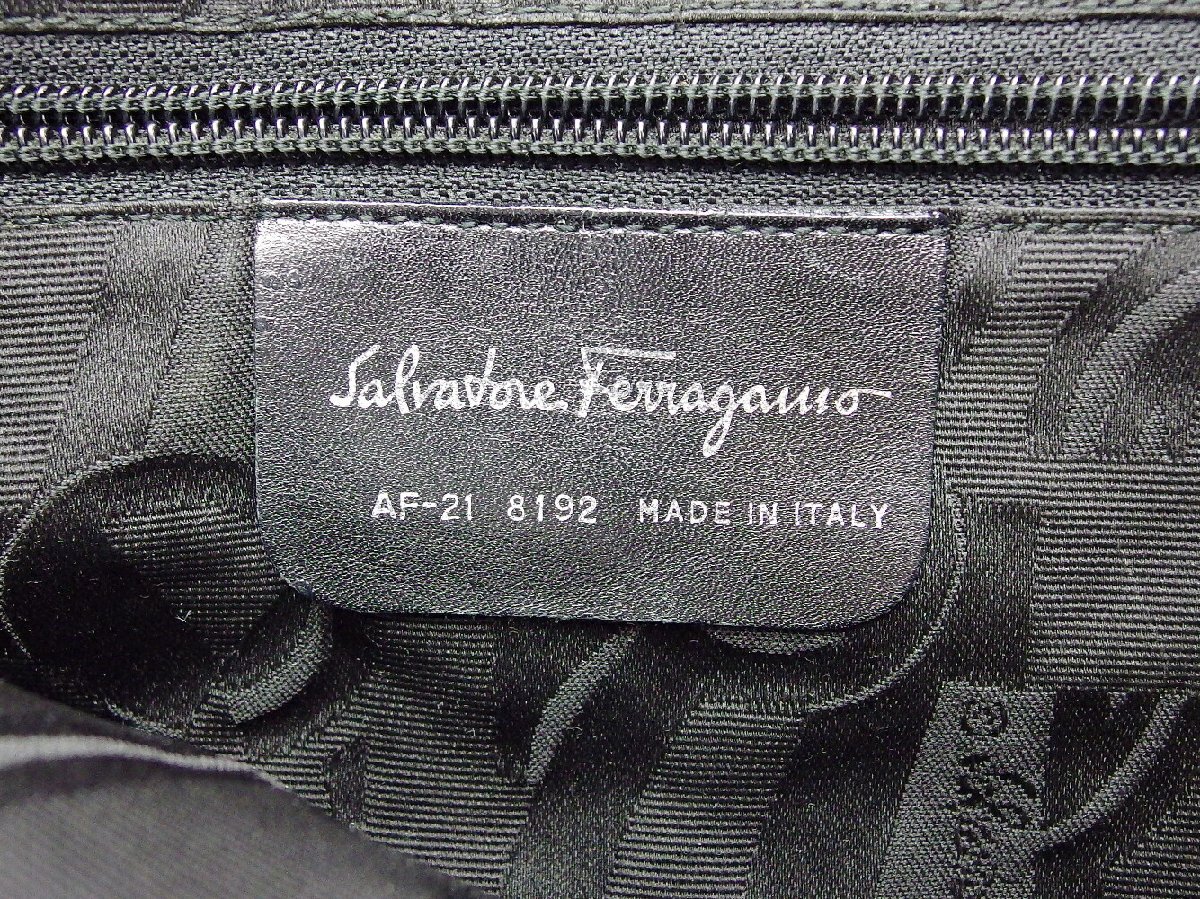 Salvatore Ferragamo
AF-21 8192 MADE IN ITALY